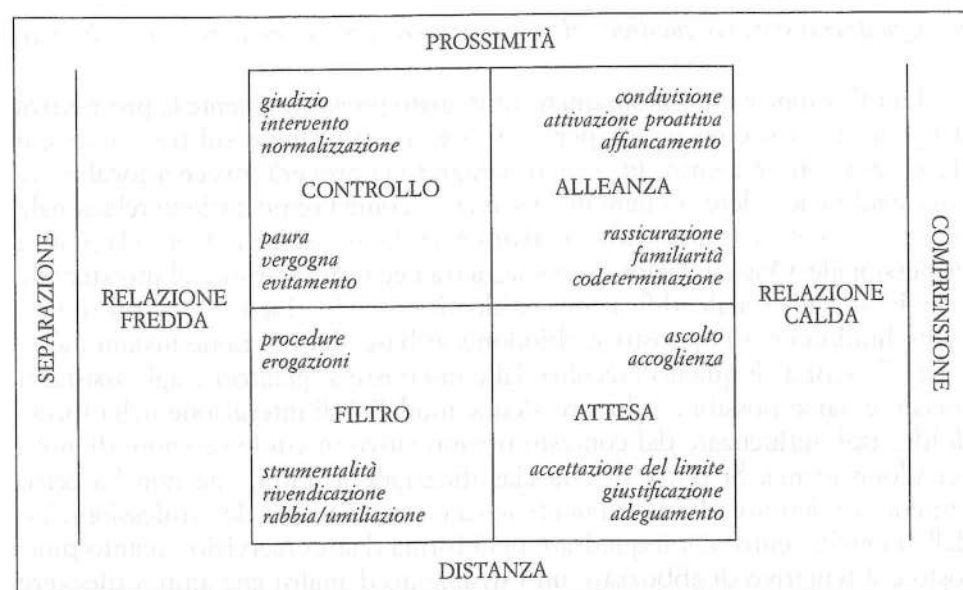 PROSSIMITÀ
giudizio
intervento
normalizzazione
CONTROLLO
paura
vergogna
evitamento
condivisione
attivazione proattiva
affiancamento
ALLEANZA
rassicurazione
familiarità
codeterminazione
SEPARAZIONE
RELAZIONE
FREDDA
RELAZIONE
CALDA
COMPRENSIONE
procedure
erogazioni
FILTRO
strumentalità
rivendicazione
rabbia/umiliazione
ascolto
accoglienza
ATTESA
accettazione del limite
giustificazione
adeguamento
DISTANZA